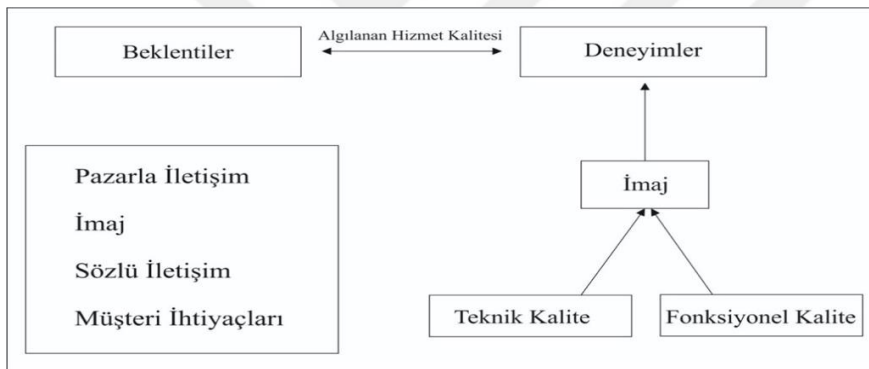 Beklentiler
Algılanan Hizmet Kalitesi
Deneyimler
Pazarla İletişim
İmaj
Sözlü İletişim
Müşteri İhtiyaçları
İmaj
Teknik Kalite
Fonksiyonel Kalite